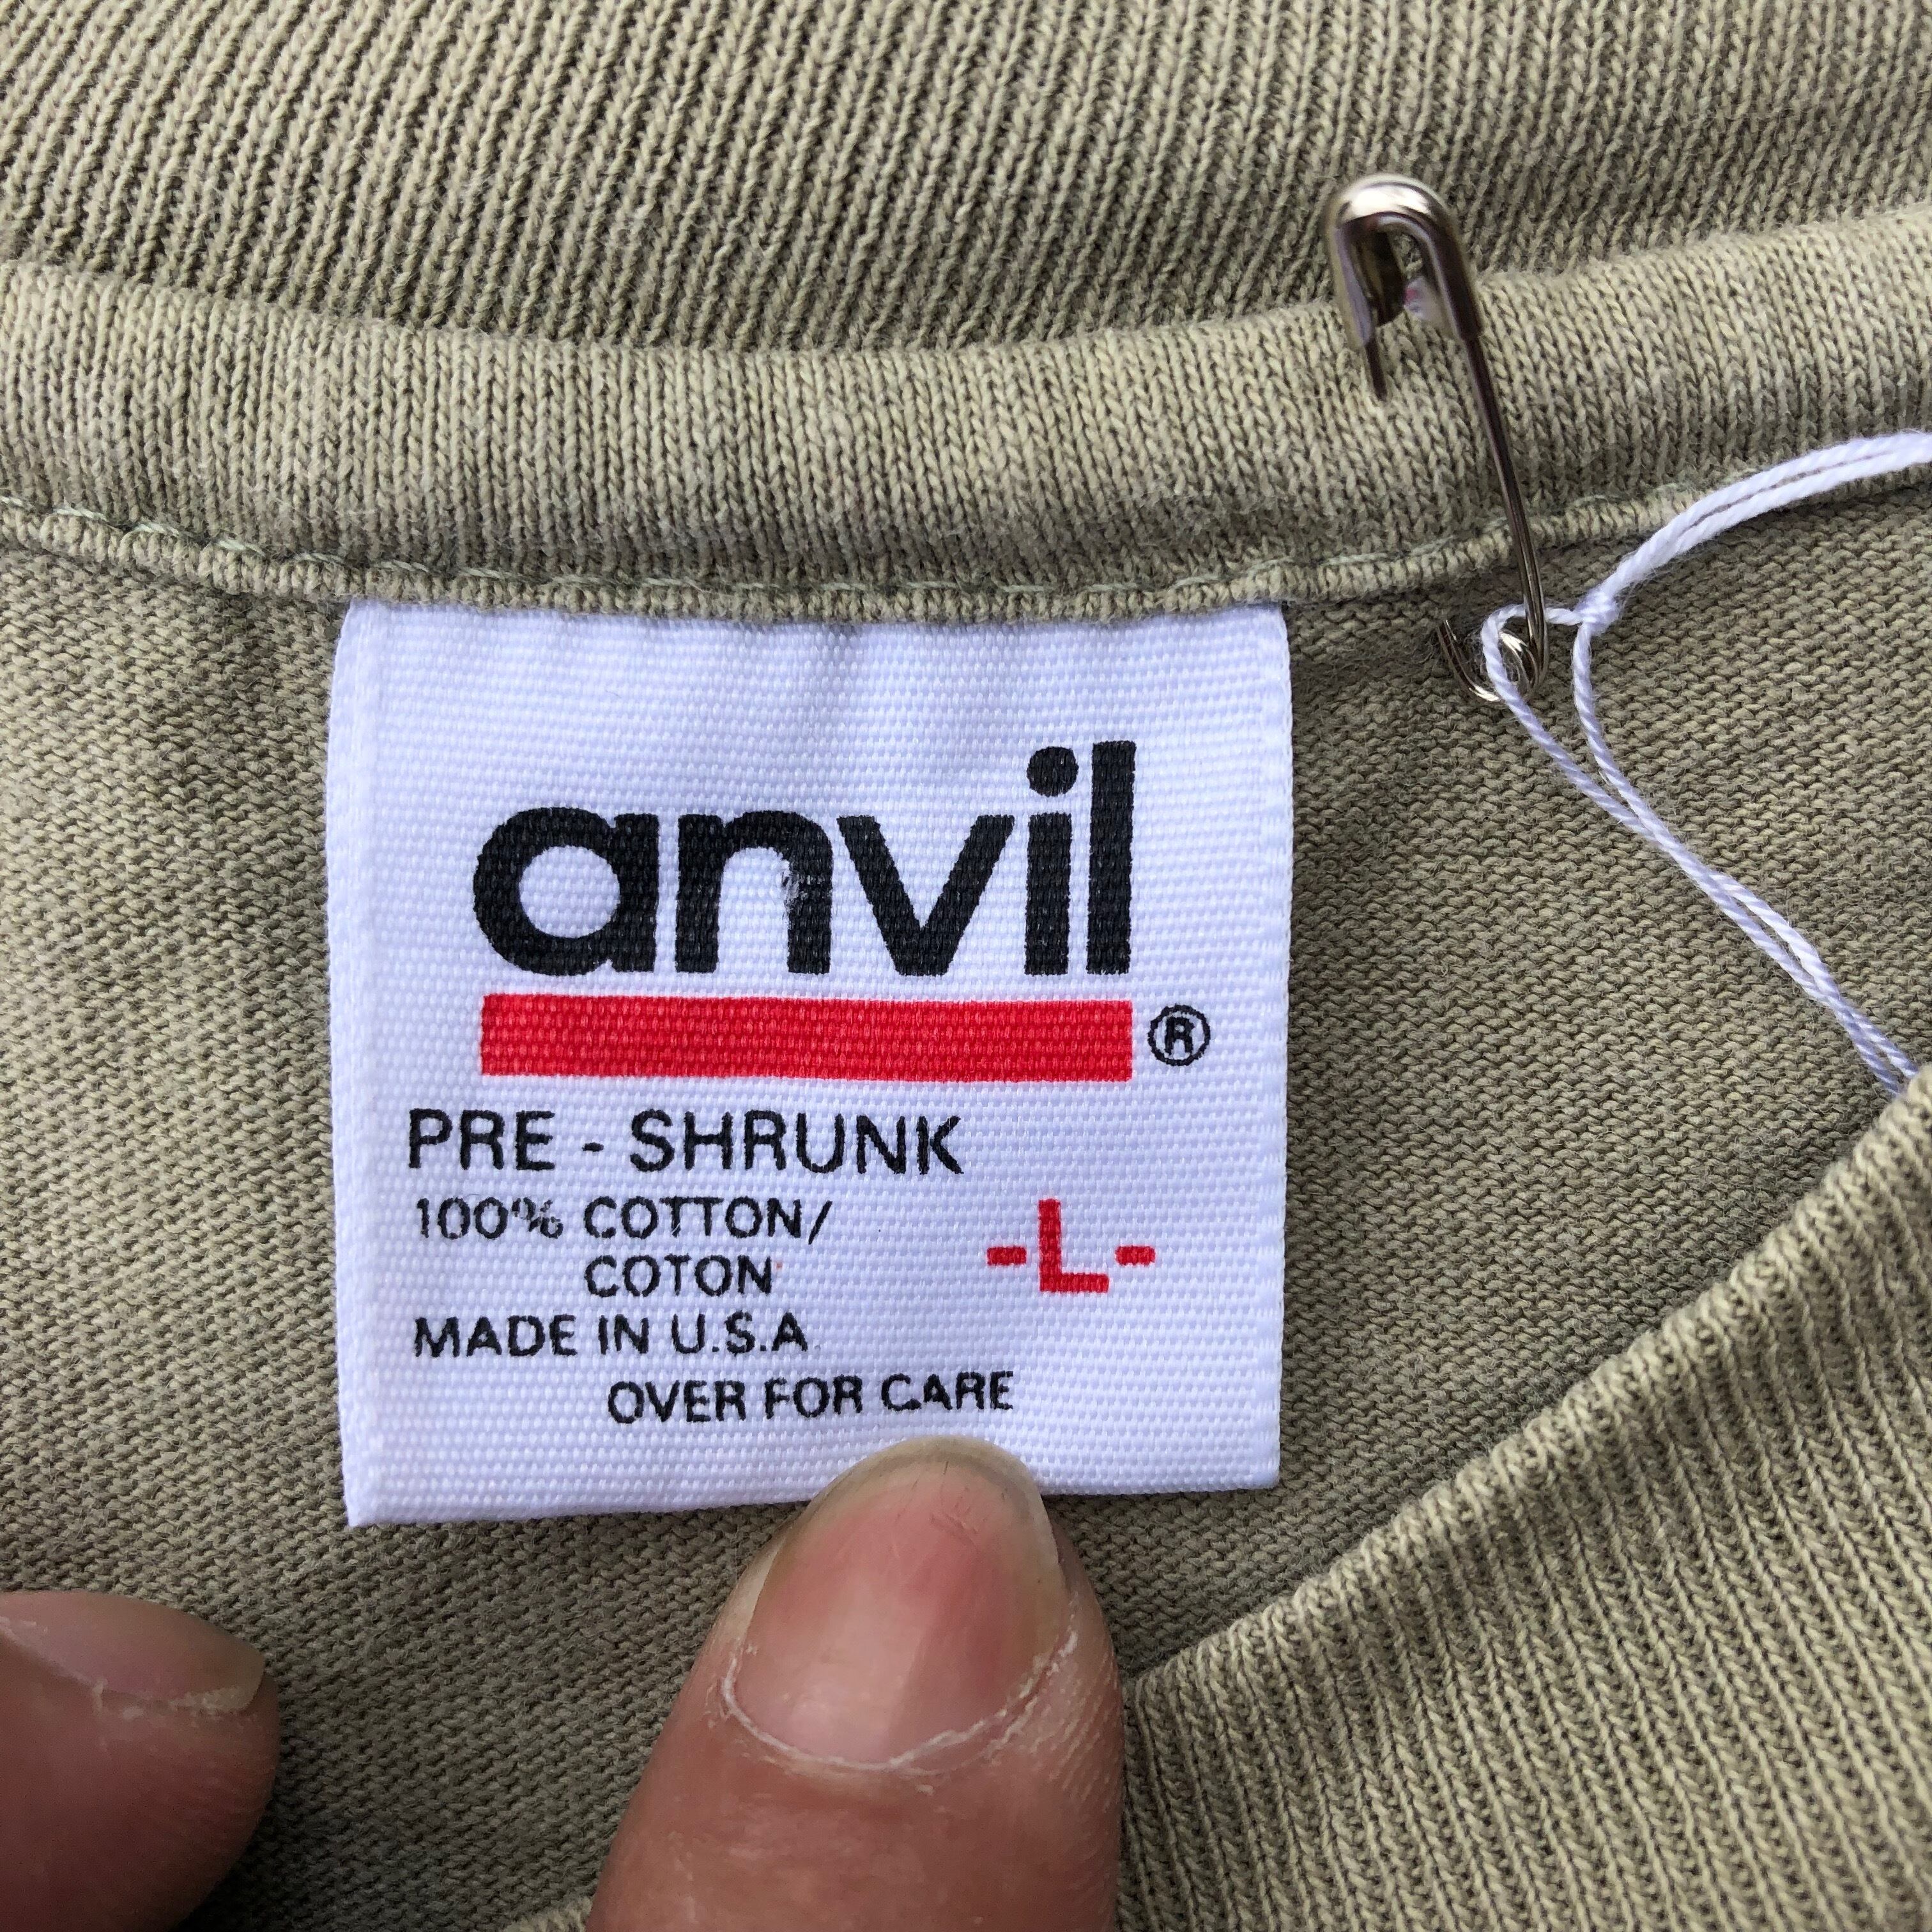 anvil
®
PRE - SHRUNK
100% COTTON/
COTON
-L-
MADE IN U.S.A
OVER FOR CARE